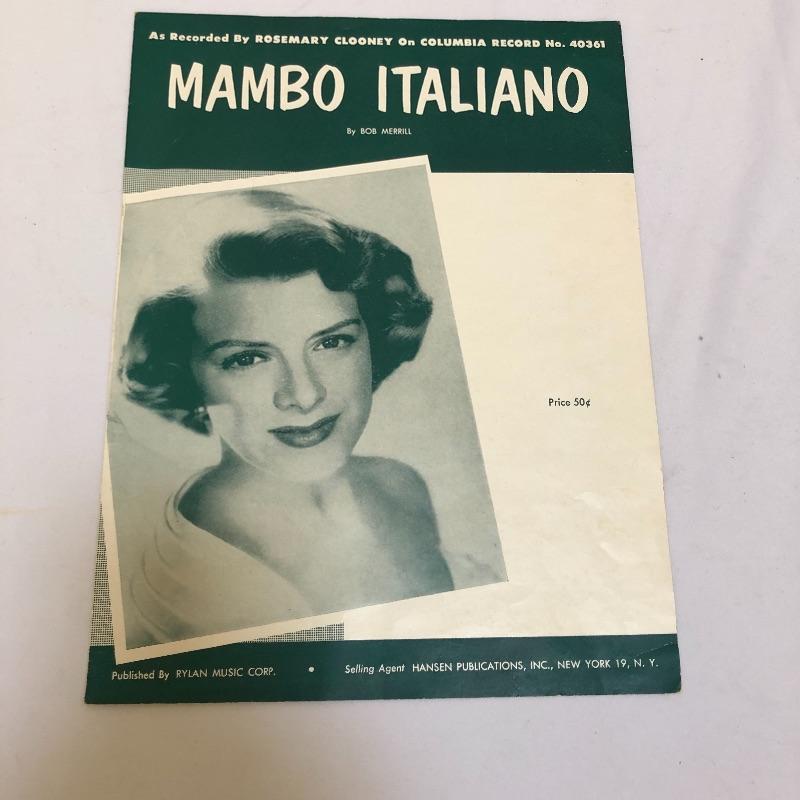 As Recorded By ROSEMARY CLOONEY On COLUMBIA RECORD No. 40361
MAMBO ITALIANO
By BOB MERRILL
Price 50¢
Published By RYLAN MUSIC CORP. • Selling Agent HANSEN PUBLICATIONS, INC., NEW YORK 19, N. Y.